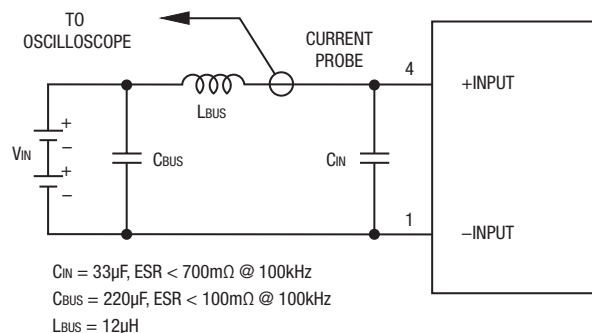 TO
OSCILLOSCOPE
CURRENT
PROBE
4
+INPUT
LBUS
+
−
VIN
+
−
CBUS
CIN
1
−INPUT
CIN = 33µF, ESR < 700mΩ @ 100kHz
CBUS = 220µF, ESR < 100mΩ @ 100kHz
LBUS = 12µH